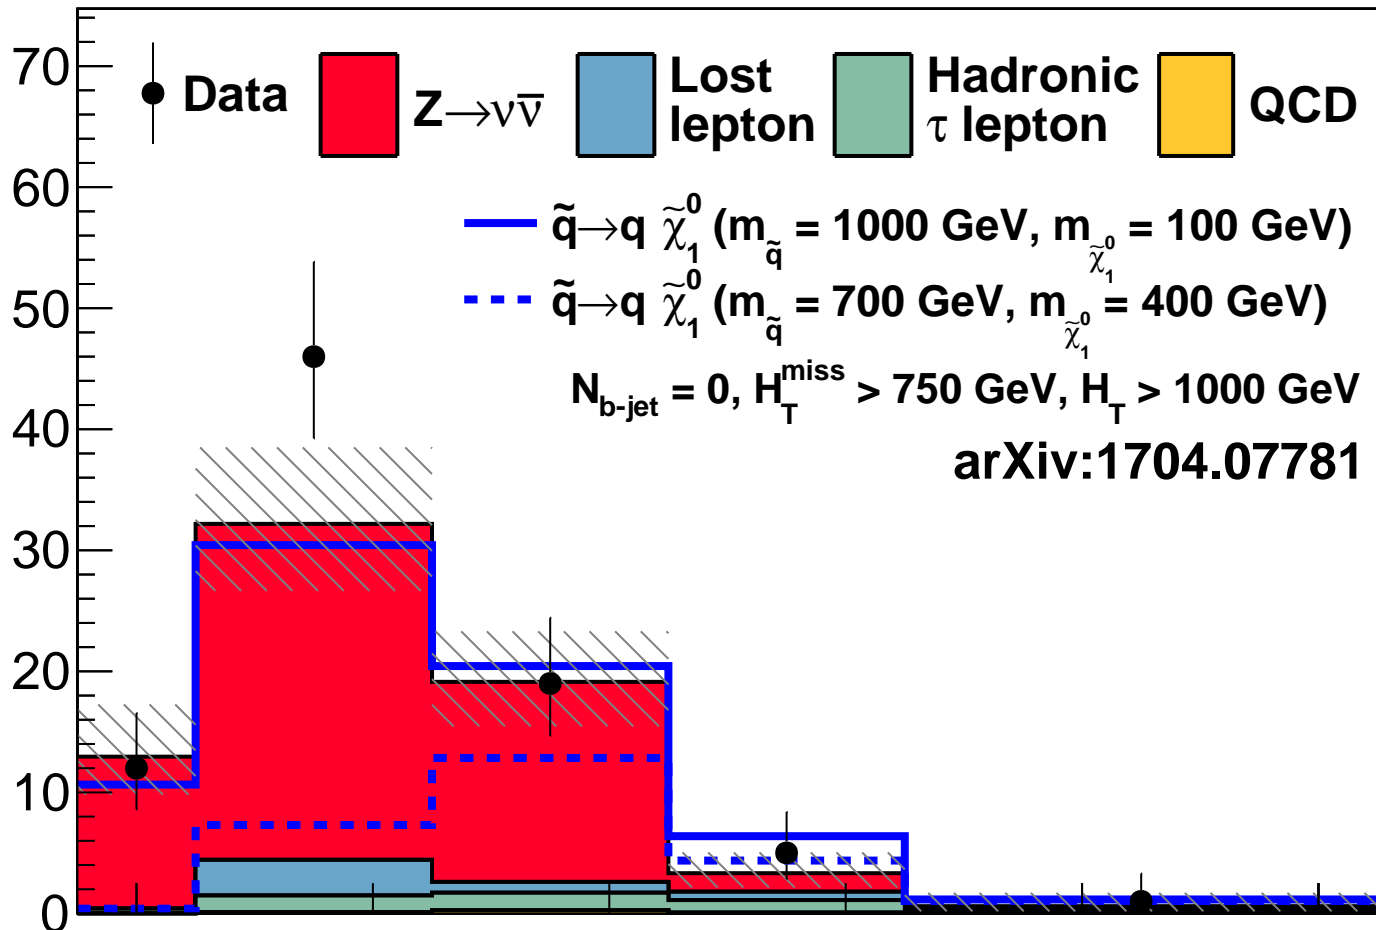 70
60
50
40
30
20
10
0
Data
Z→νν̅
Lost lepton
Hadronic τ lepton
QCD
q̃→q χ̃₁⁰ (m_q̃ = 1000 GeV, m_χ̃₁⁰ = 100 GeV)
q̃→q χ̃₁⁰ (m_q̃ = 700 GeV, m_χ̃₁⁰ = 400 GeV)
N_b-jet = 0, H_T^miss > 750 GeV, H_T > 1000 GeV
arXiv:1704.07781